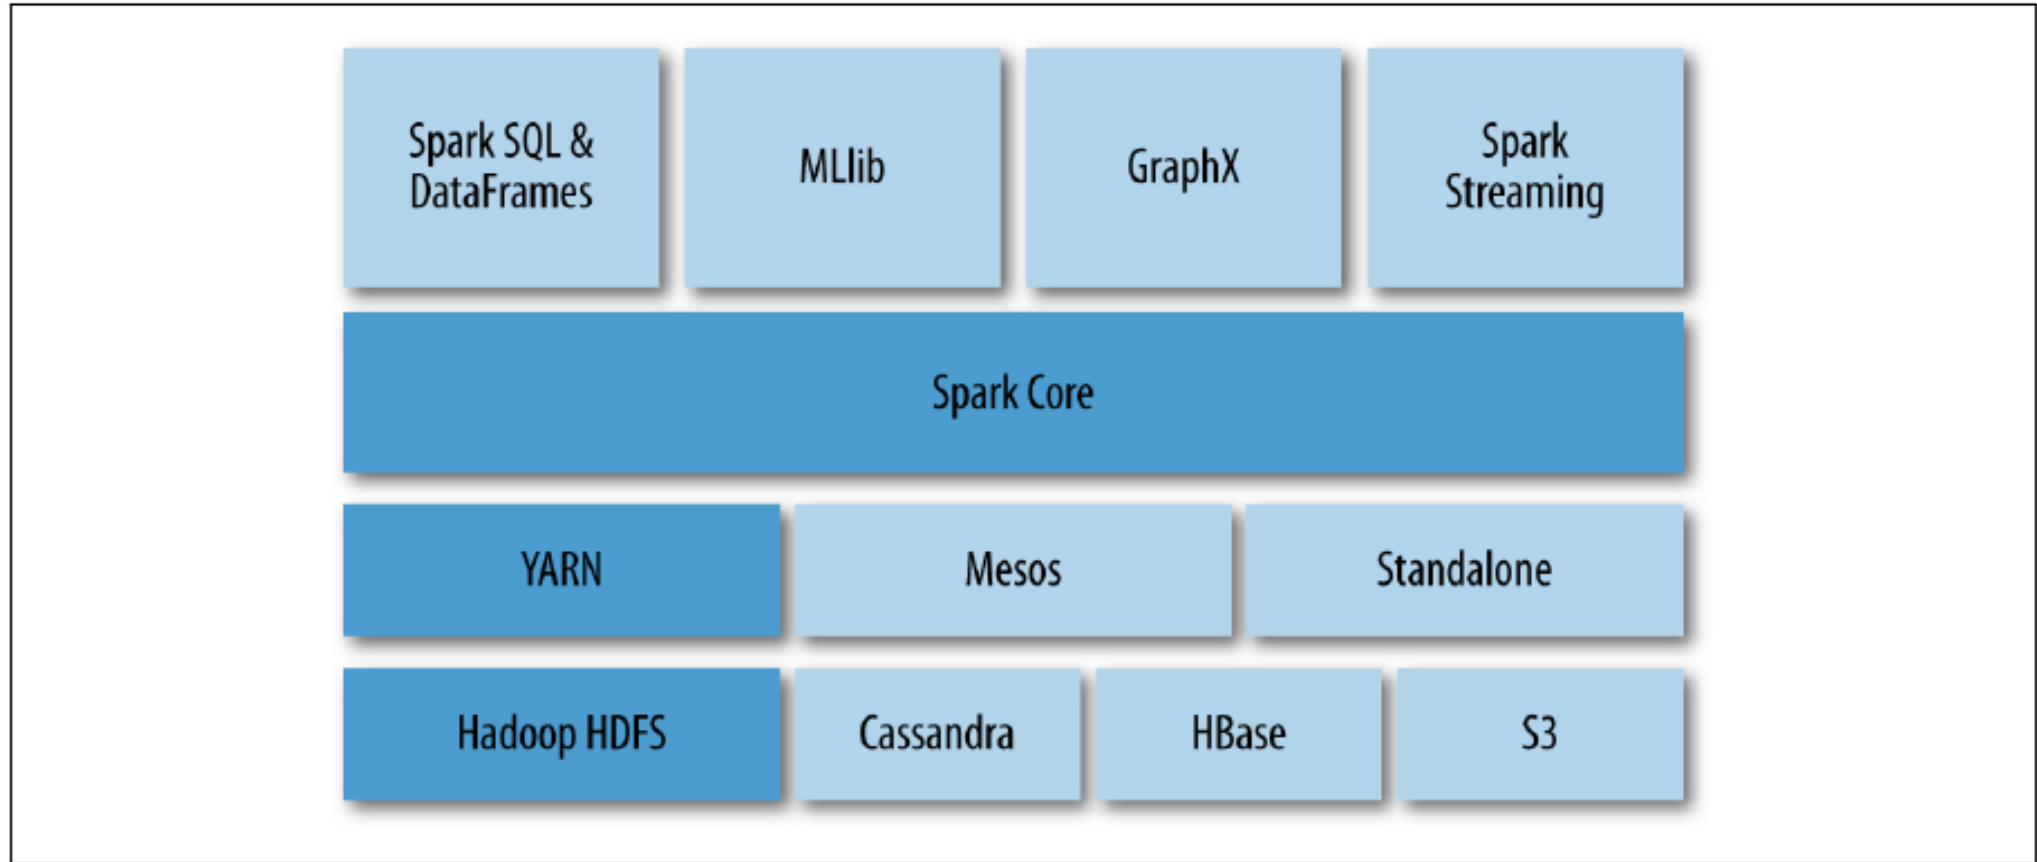 Spark SQL &
DataFrames
MLlib
GraphX
Spark
Streaming
Spark Core
YARN
Mesos
Standalone
Hadoop HDFS
Cassandra
HBase
S3